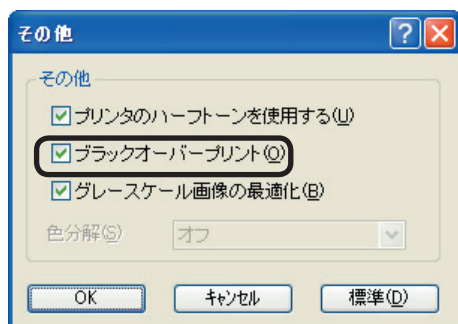 その他
その他
プリンタのハーフトーンを使用する(U)
ブラックオーバープリント(O)
グレースケール画像の最適化(B)
色分解(S) オフ
OK キャンセル 標準(D)